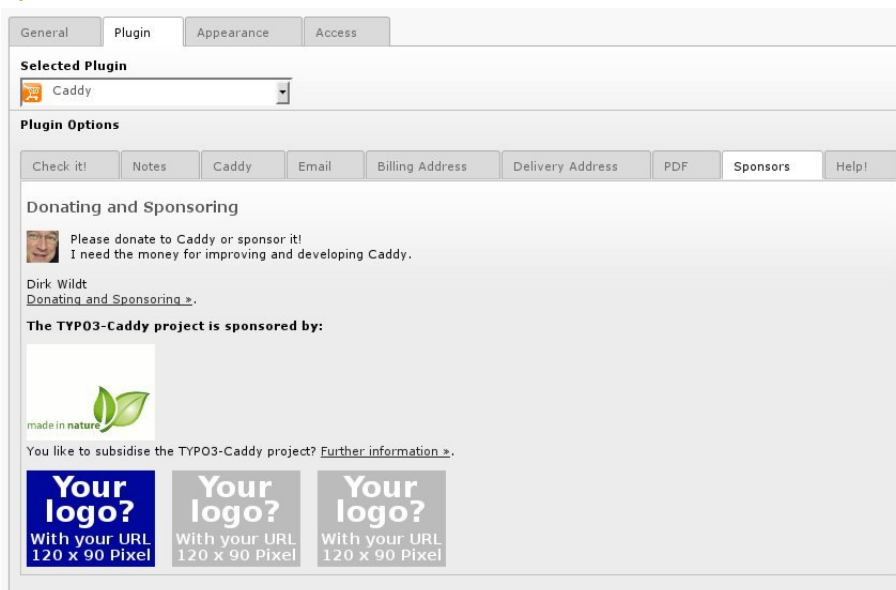 General Plugin Appearance Access
Selected Plugin
Caddy
Plugin Options
Check it! Notes Caddy Email Billing Address Delivery Address PDF Sponsors Help!
Donating and Sponsoring
Please donate to Caddy or sponsor it!
I need the money for improving and developing Caddy.
Dirk Wildt
Donating and Sponsoring ».
The TYPO3-Caddy project is sponsored by:
made in nature
You like to subsidise the TYPO3-Caddy project? Further information ».
Your
logo?
With your URL
120 x 90 Pixel
Your
logo?
With your URL
120 x 90 Pixel
Your
logo?
With your URL
120 x 90 Pixel